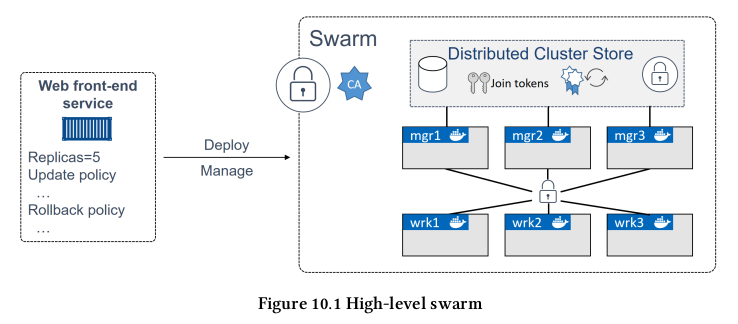 Web front-end
service
Replicas=5
Update policy
...
Rollback policy
...
Deploy
Manage
Swarm
CA
Distributed Cluster Store
Join tokens
mgr1
mgr2
mgr3
wrk1
wrk2
wrk3
Figure 10.1 High-level swarm